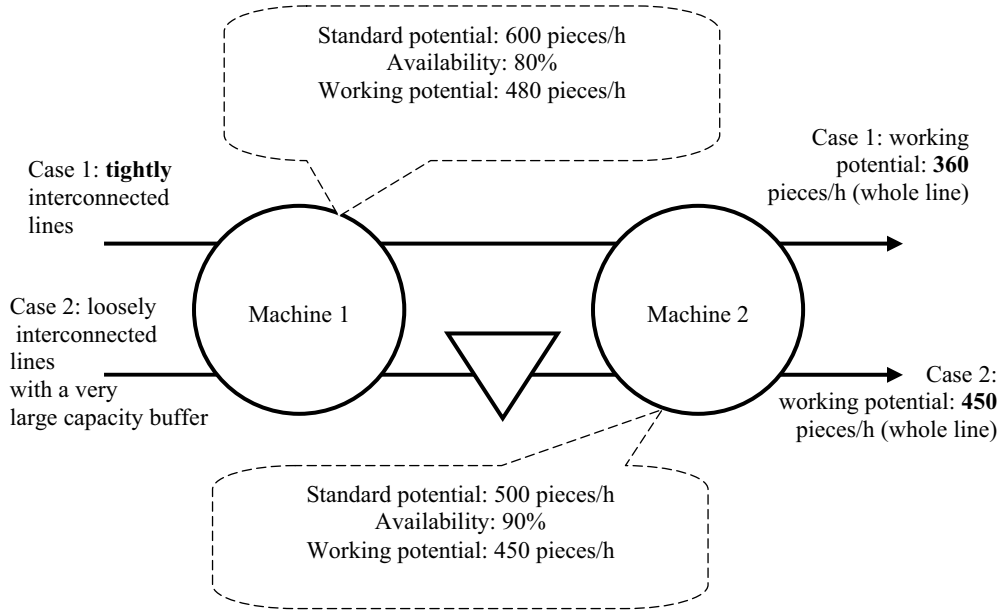 Standard potential: 600 pieces/h
Availability: 80%
Working potential: 480 pieces/h
Case 1: tightly
interconnected
lines
Case 1: working
potential: 360
pieces/h (whole line)
Machine 1
Machine 2
Case 2: loosely
interconnected
lines
with a very
large capacity buffer
Case 2:
working potential: 450
pieces/h (whole line)
Standard potential: 500 pieces/h
Availability: 90%
Working potential: 450 pieces/h